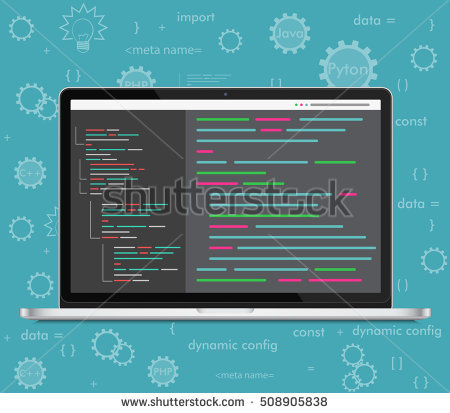 import
data =
{
}
+
Java
<meta name=
Pyton
{ }
PHP
( )
+
const
C++
{ }
shutterstock
data =
}
+
data =
+
const
+ dynamic config
{ }
dynamic config
{ }
[ ]
C++
PHP
<meta name=
+
}
www.shutterstock.com · 508905838